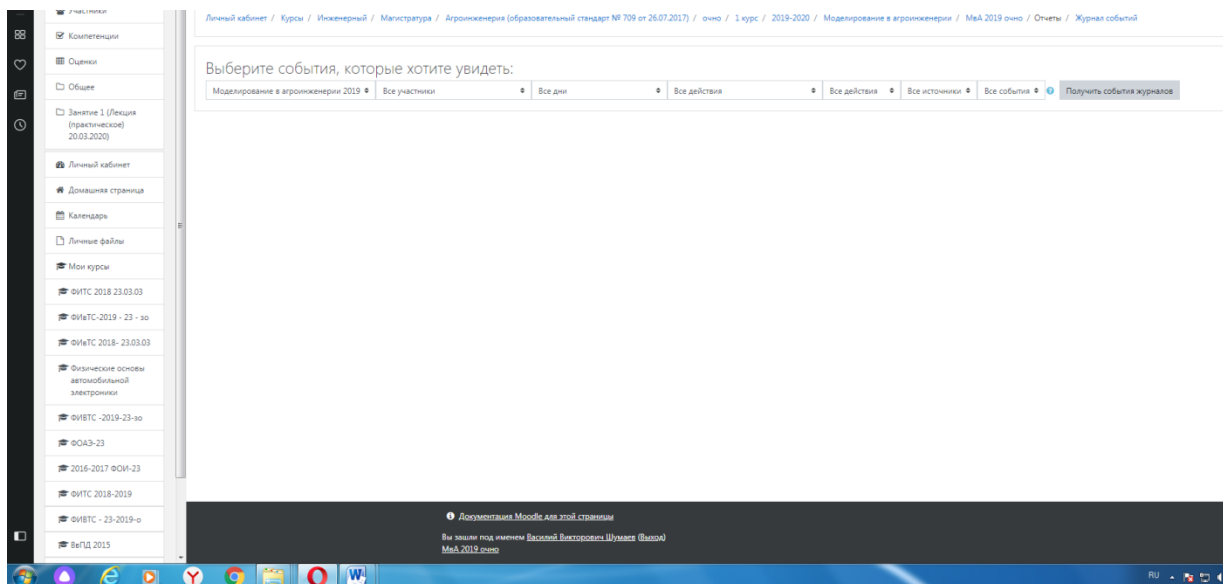 Участники
Компетенции
Оценки
Общее
Занятие 1 (Лекция
(практическое)
20.03.2020)
Личный кабинет
Домашняя страница
Календарь
Личные файлы
Мои курсы
ФИТС 2018 23.03.03
ФИвТС-2019 - 23 - зо
ФИвТС 2018- 23.03.03
Физические основы
автомобильной
электроники
ФИВТС -2019-23-зо
ФОАЭ-23
2016-2017 ФОИ-23
ФИТС 2018-2019
ФИВТС - 23-2019-о
ВеПД 2015
Личный кабинет / Курсы / Инженерный / Магистратура / Агроинженерия (образовательный стандарт № 709 от 26.07.2017) / очно / 1 курс / 2019-2020 / Моделирование в агроинженерии / МвА 2019 очно / Отчеты / Журнал событий
Выберите события, которые хотите увидеть:
Моделирование в агроинженерии 2019 Все участники Все дни Все действия Все действия Все источники Все события Получить события журналов
Документация Moodle для этой страницы
Вы зашли под именем Василий Викторович Шумаев (Выход)
МвА 2019 очно
RU